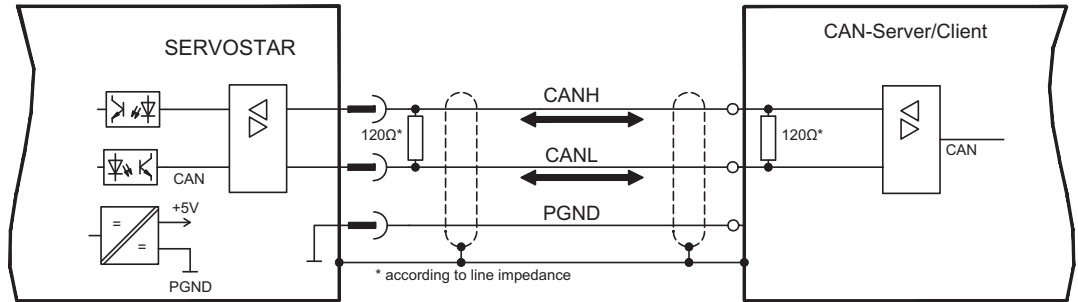 SERVOSTAR
CAN-Server/Client
CANH
120Ω*
120Ω*
CANL
CAN
CAN
+5V
PGND
=
=
PGND
* according to line impedance